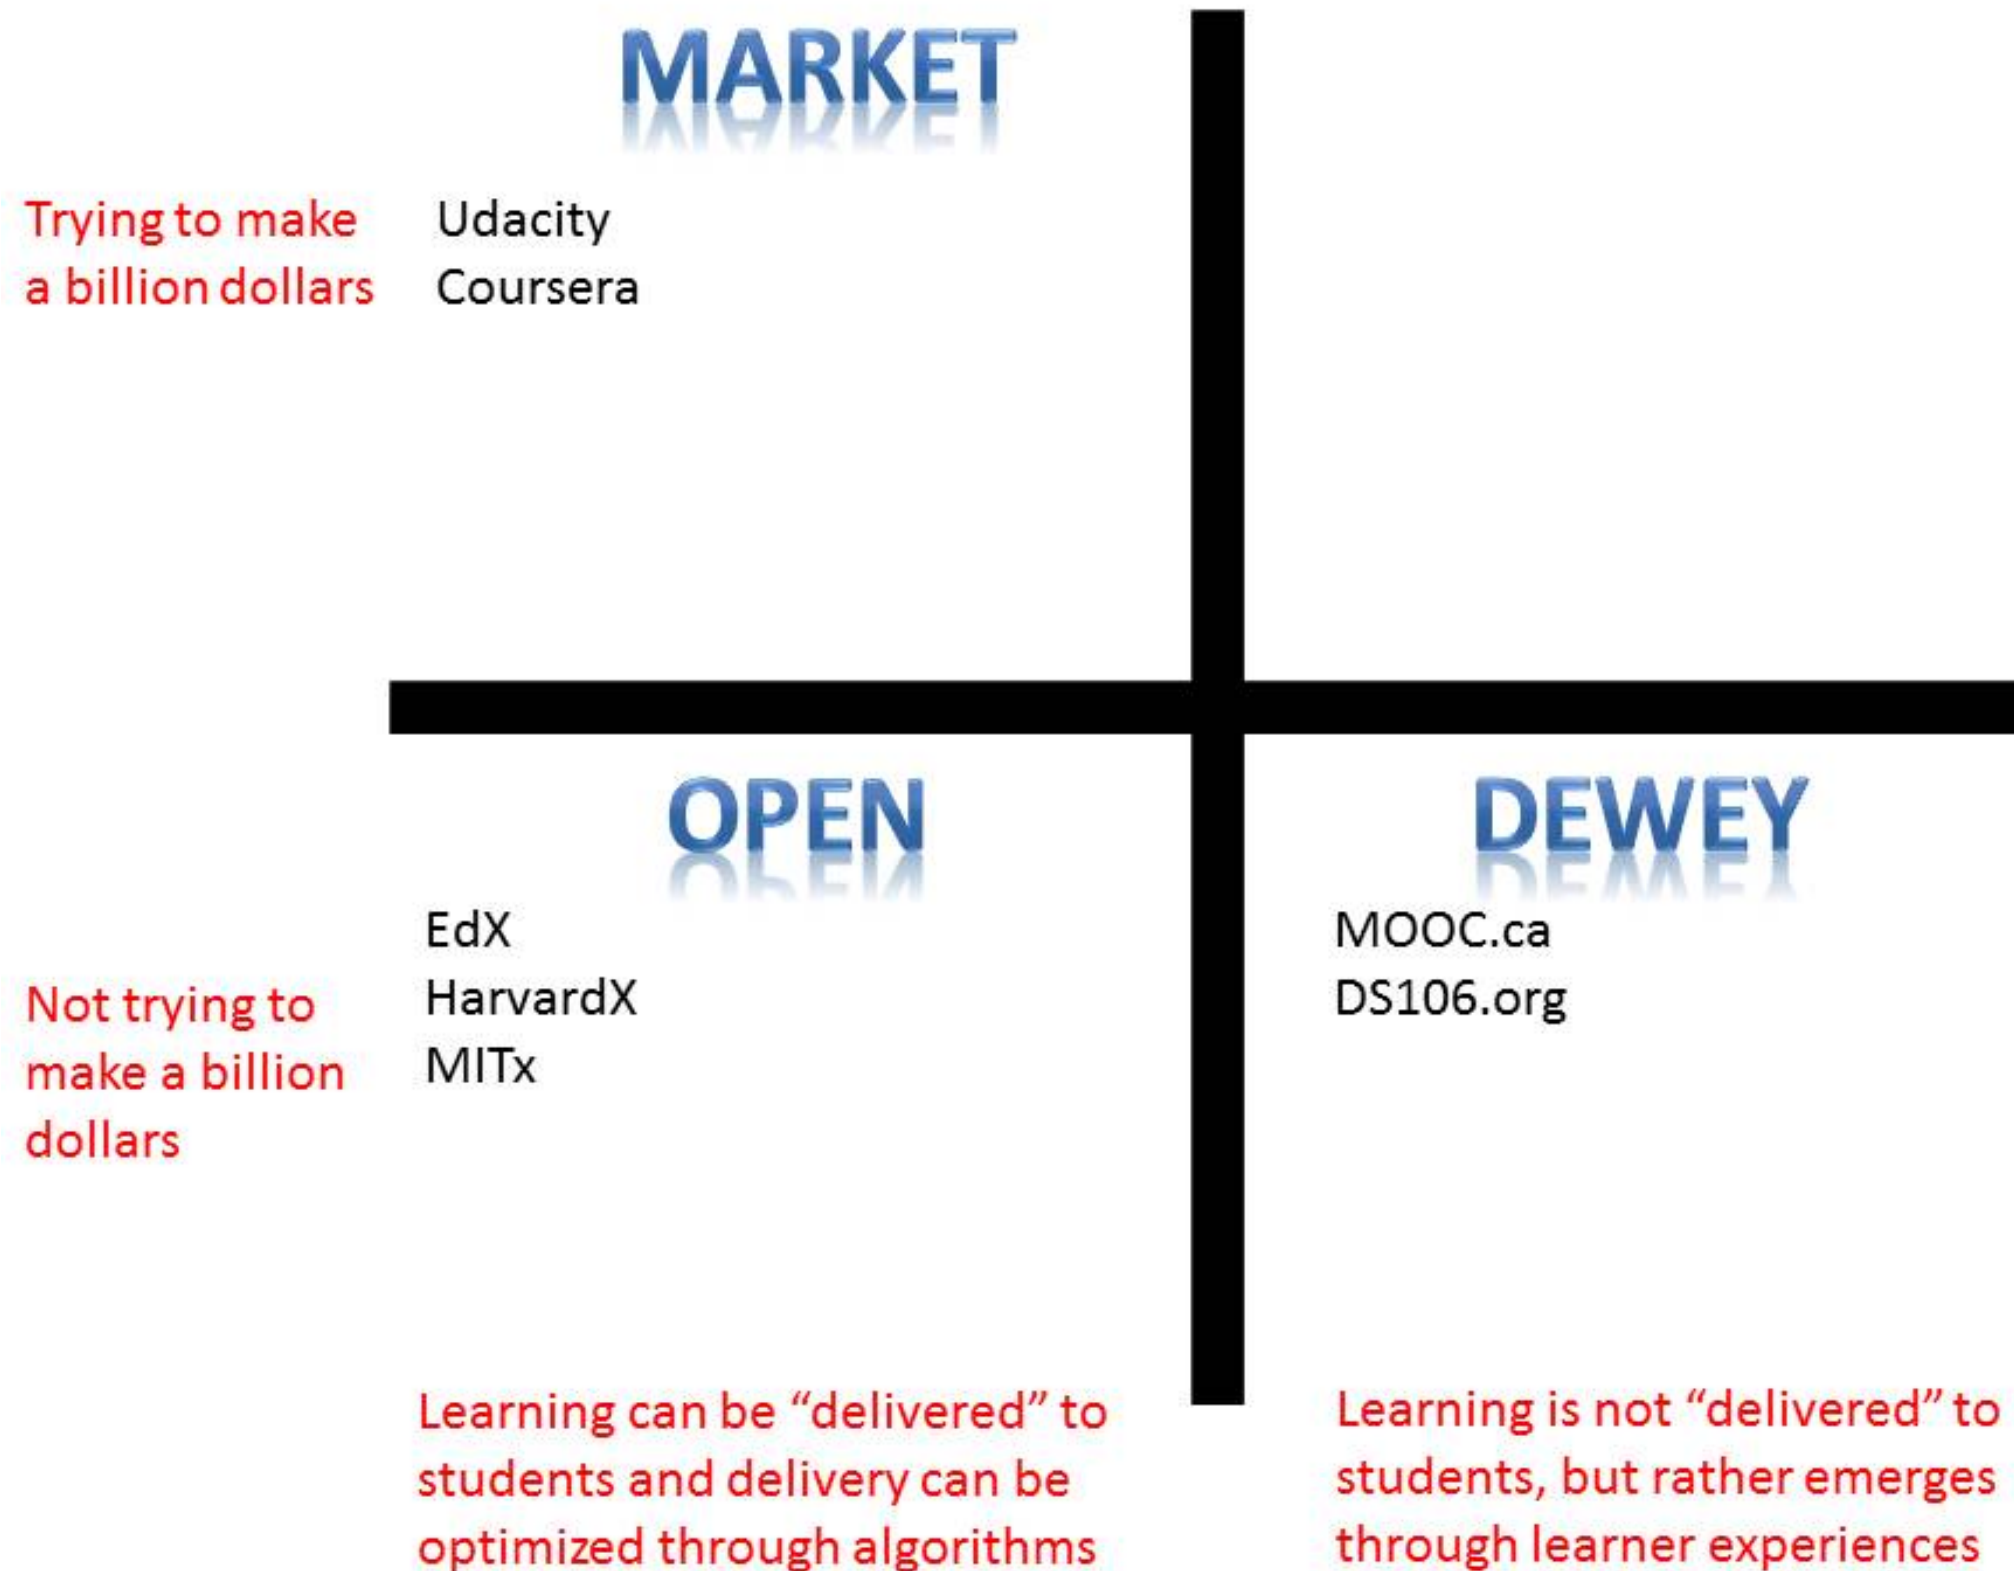 MARKET
Trying to make
a billion dollars
Udacity
Coursera
OPEN
DEWEY
Not trying to
make a billion
dollars
EdX
HarvardX
MITx
MOOC.ca
DS106.org
Learning can be “delivered” to
students and delivery can be
optimized through algorithms
Learning is not “delivered” to
students, but rather emerges
through learner experiences